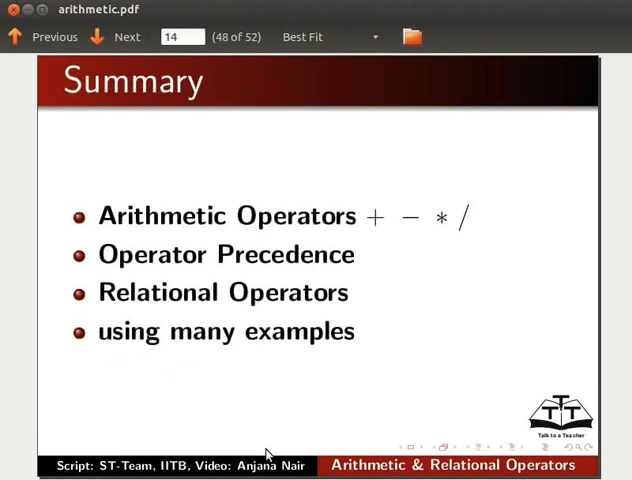 arithmetic.pdf
Previous Next 14 (48 of 52) Best Fit
Summary
Arithmetic Operators + − ∗ /
Operator Precedence
Relational Operators
using many examples
TTT
Talk to a Teacher
Script: ST-Team, IITB, Video: Anjana Nair Arithmetic & Relational Operators